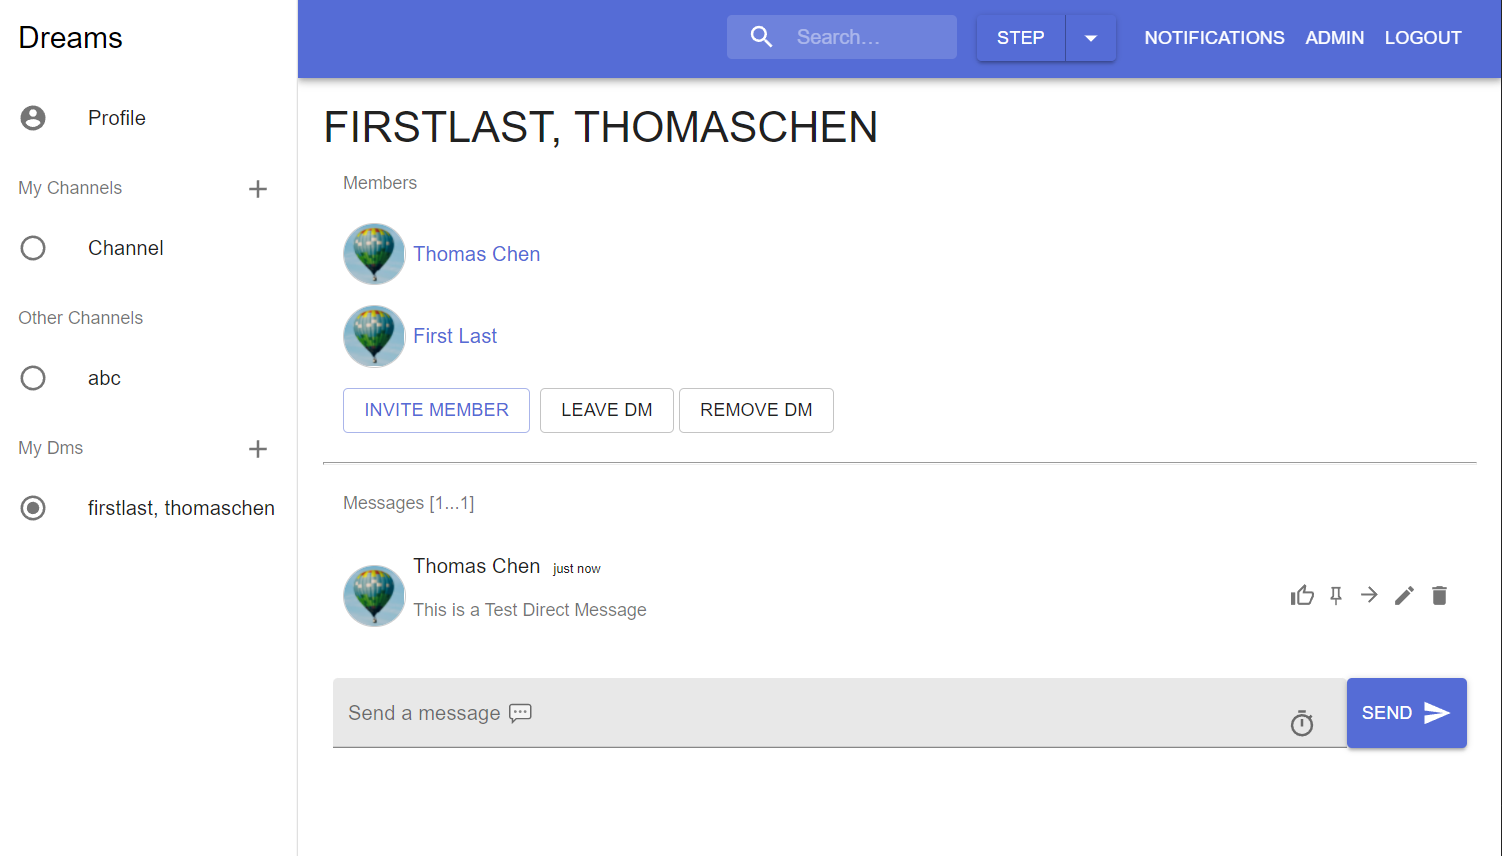 Dreams
Profile
My Channels
Channel
Other Channels
abc
My Dms
firstlast, thomaschen
Search...
STEP
NOTIFICATIONS ADMIN LOGOUT
FIRSTLAST, THOMASCHEN
Members
Thomas Chen
First Last
INVITE MEMBER LEAVE DM REMOVE DM
Messages [1...1]
Thomas Chen just now
This is a Test Direct Message
Send a message 💬
SEND